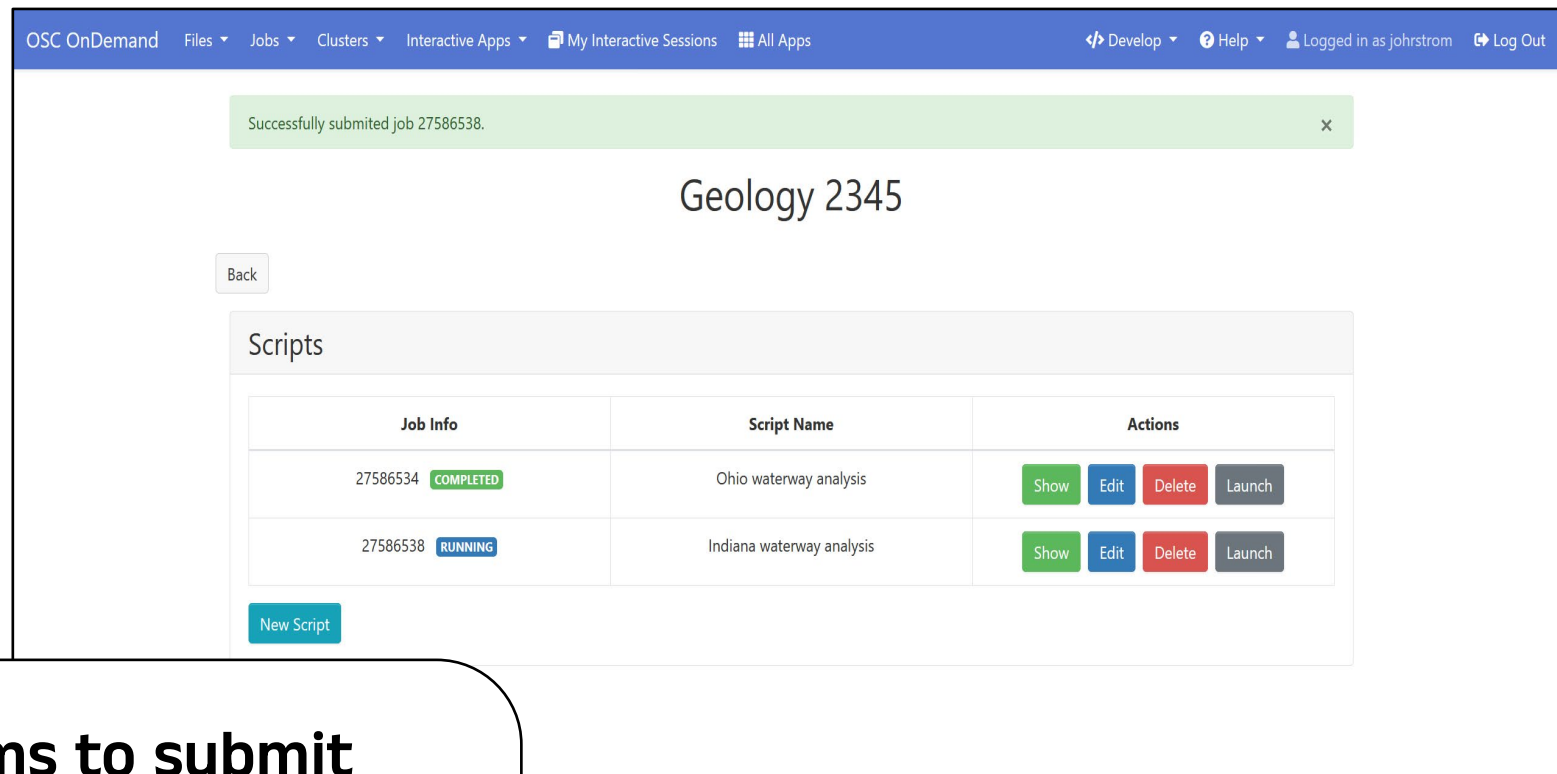 OSC OnDemand Files Jobs Clusters Interactive Apps My Interactive Sessions All Apps Develop Help Logged in as johrstrom Log Out
Successfully submited job 27586538. ×
Geology 2345
Back
Scripts
Job Info Script Name Actions
27586534 COMPLETED Ohio waterway analysis Show Edit Delete Launch
27586538 RUNNING Indiana waterway analysis Show Edit Delete Launch
New Script
to submit